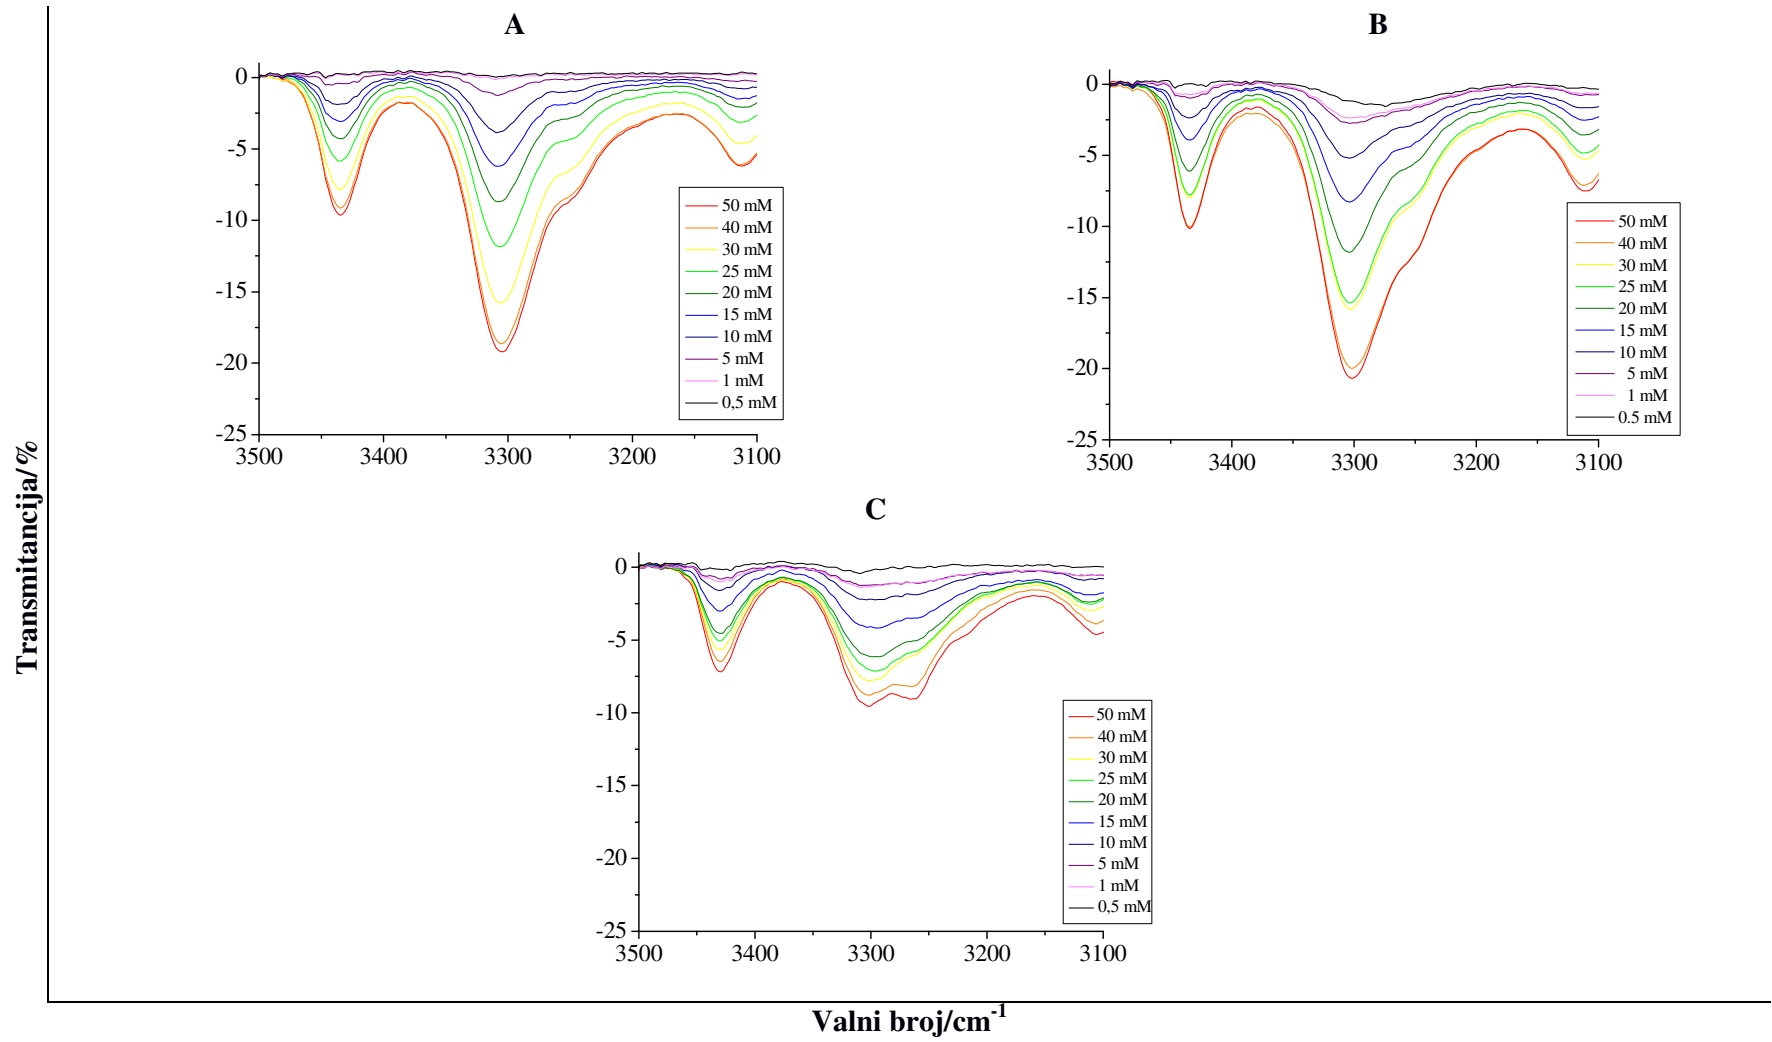 A
0
-5
-10
-15
-20
-25
3500 3400 3300 3200 3100
50 mM
40 mM
30 mM
25 mM
20 mM
15 mM
10 mM
5 mM
1 mM
0,5 mM
B
0
-5
-10
-15
-20
-25
3500 3400 3300 3200 3100
50 mM
40 mM
30 mM
25 mM
20 mM
15 mM
10 mM
5 mM
1 mM
0.5 mM
C
0
-5
-10
-15
-20
-25
3500 3400 3300 3200 3100
50 mM
40 mM
30 mM
25 mM
20 mM
15 mM
10 mM
5 mM
1 mM
0,5 mM
Transmitancija/%
Valni broj/cm⁻¹